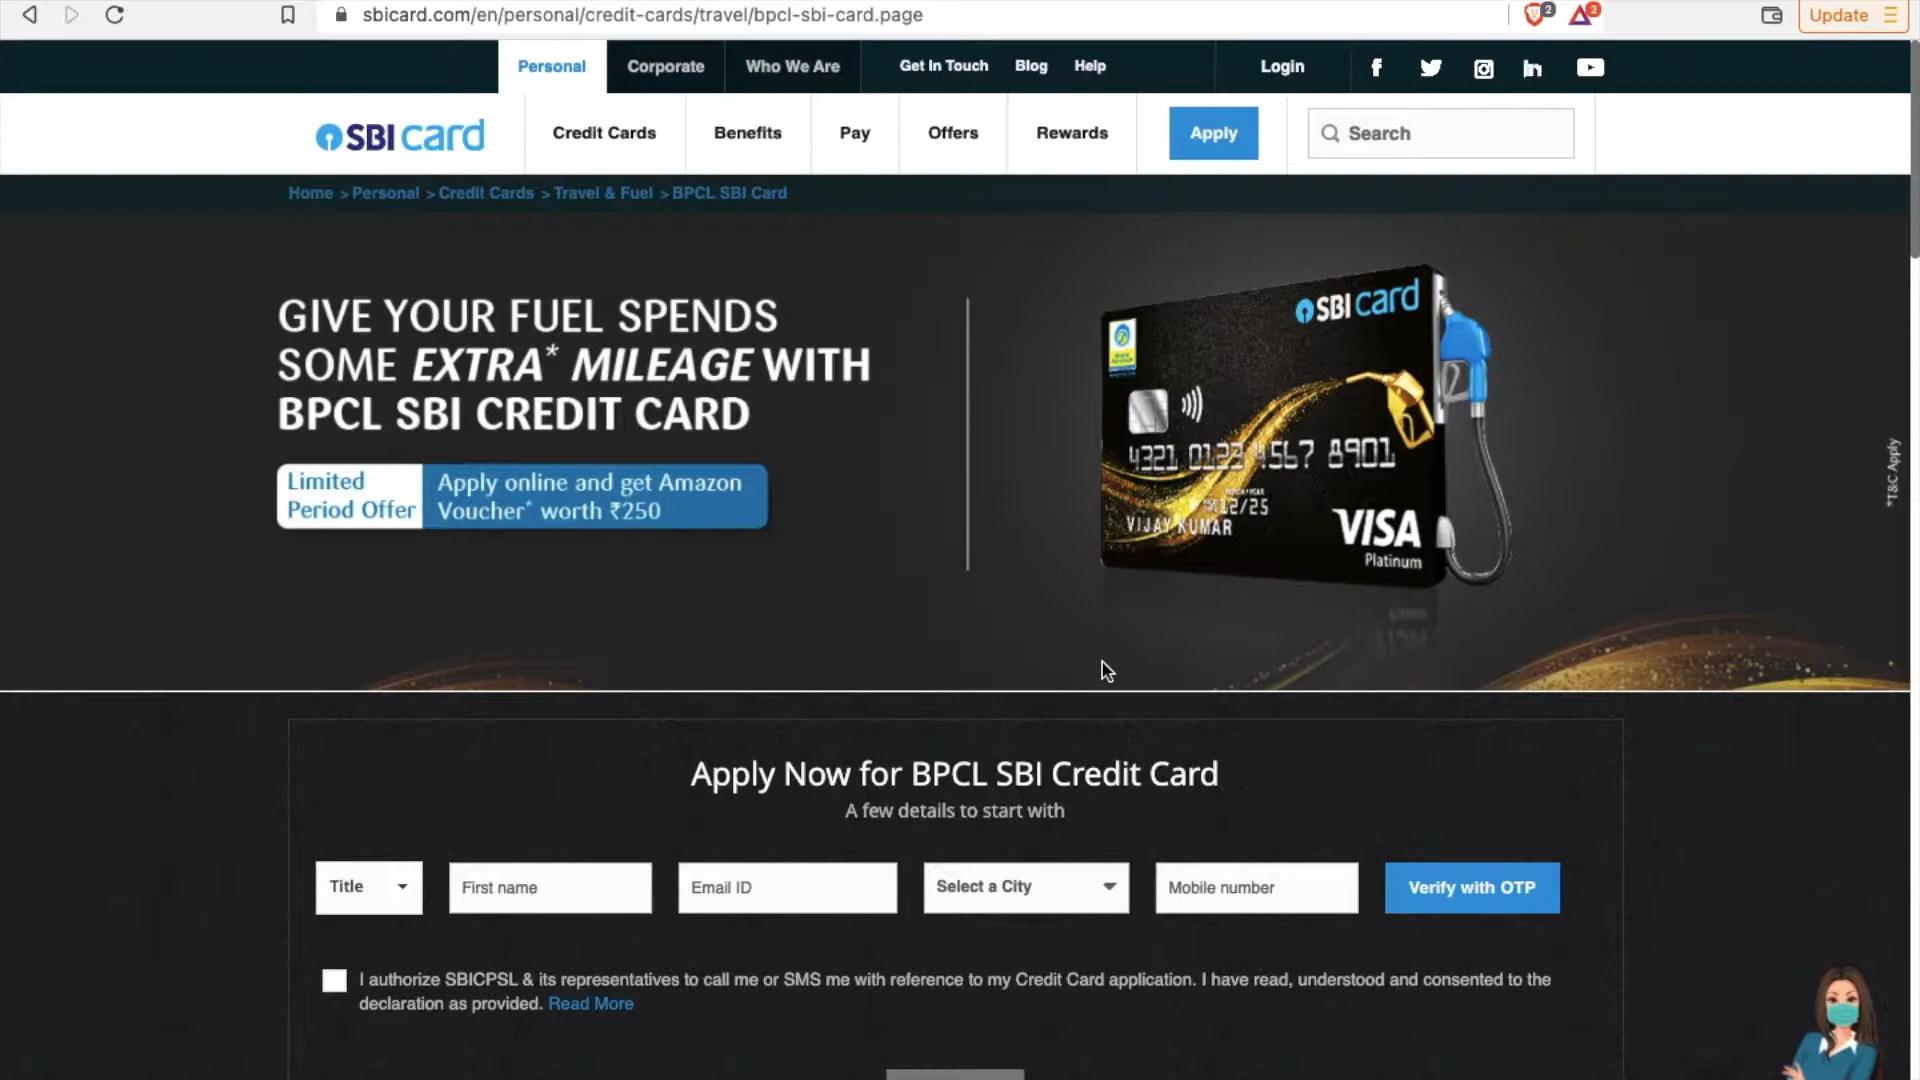 sbicard.com/en/personal/credit-cards/travel/bpcl-sbi-card.page
2
2
Update
Personal
Corporate
Who We Are
Get In Touch
Blog
Help
Login
SBI card
Credit Cards
Benefits
Pay
Offers
Rewards
Apply
Search
Home > Personal > Credit Cards > Travel & Fuel > BPCL SBI Card
GIVE YOUR FUEL SPENDS
SOME EXTRA* MILEAGE WITH
BPCL SBI CREDIT CARD
Limited
Period Offer
Apply online and get Amazon
Voucher* worth ₹250
SBI card
4321 0123 4567 8901
12/25
VIJAY KUMAR
VISA
Platinum
*T&C Apply
Apply Now for BPCL SBI Credit Card
A few details to start with
Title
First name
Email ID
Select a City
Mobile number
Verify with OTP
I authorize SBICPSL & its representatives to call me or SMS me with reference to my Credit Card application. I have read, understood and consented to the
declaration as provided. Read More